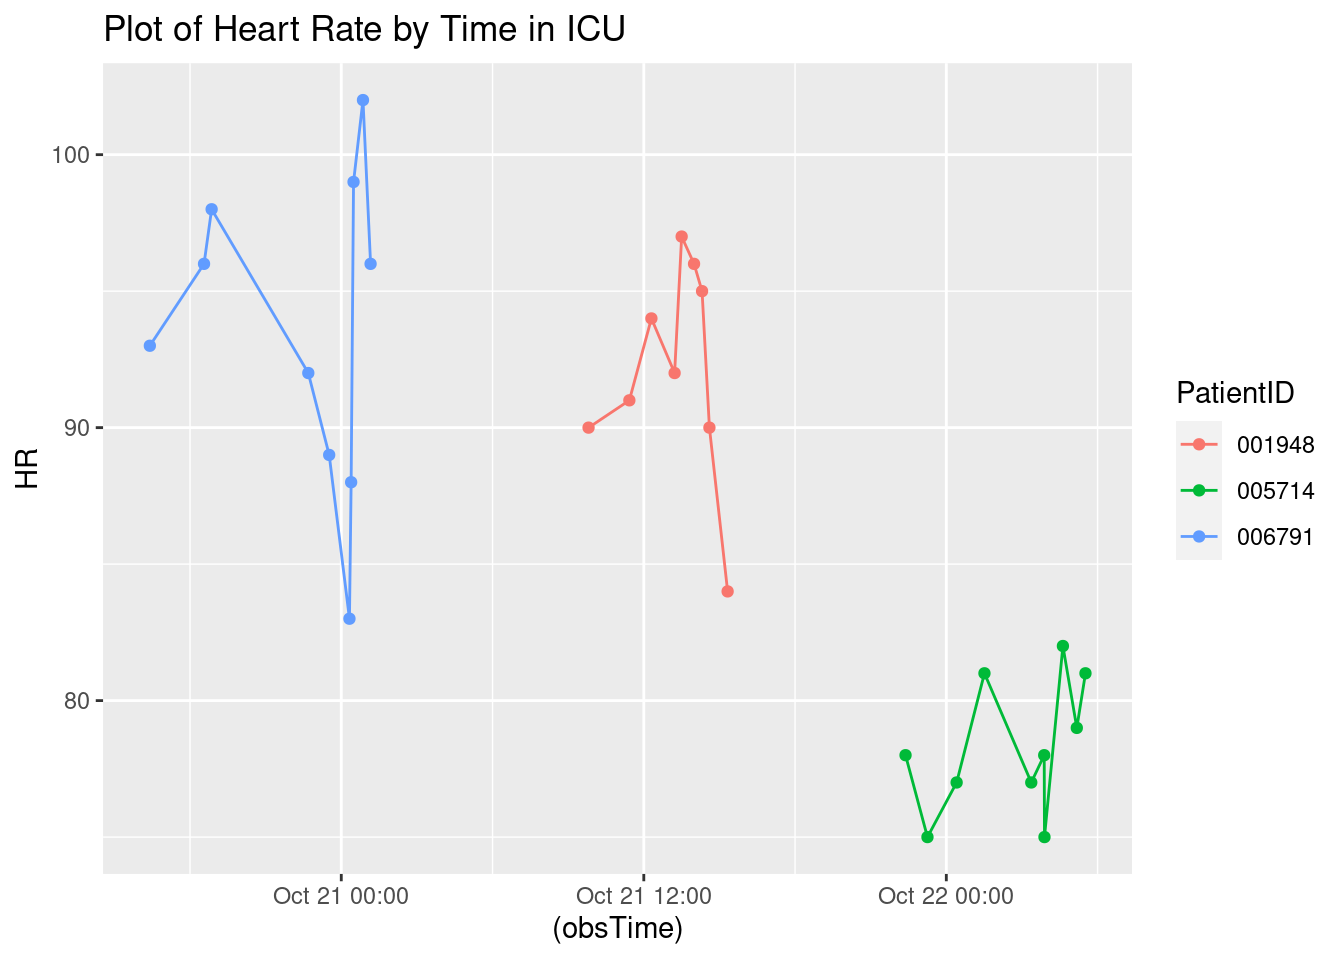 Plot of Heart Rate by Time in ICU
100
90
80
HR
Oct 21 00:00
Oct 21 12:00
Oct 22 00:00
(obsTime)
PatientID
001948
005714
006791